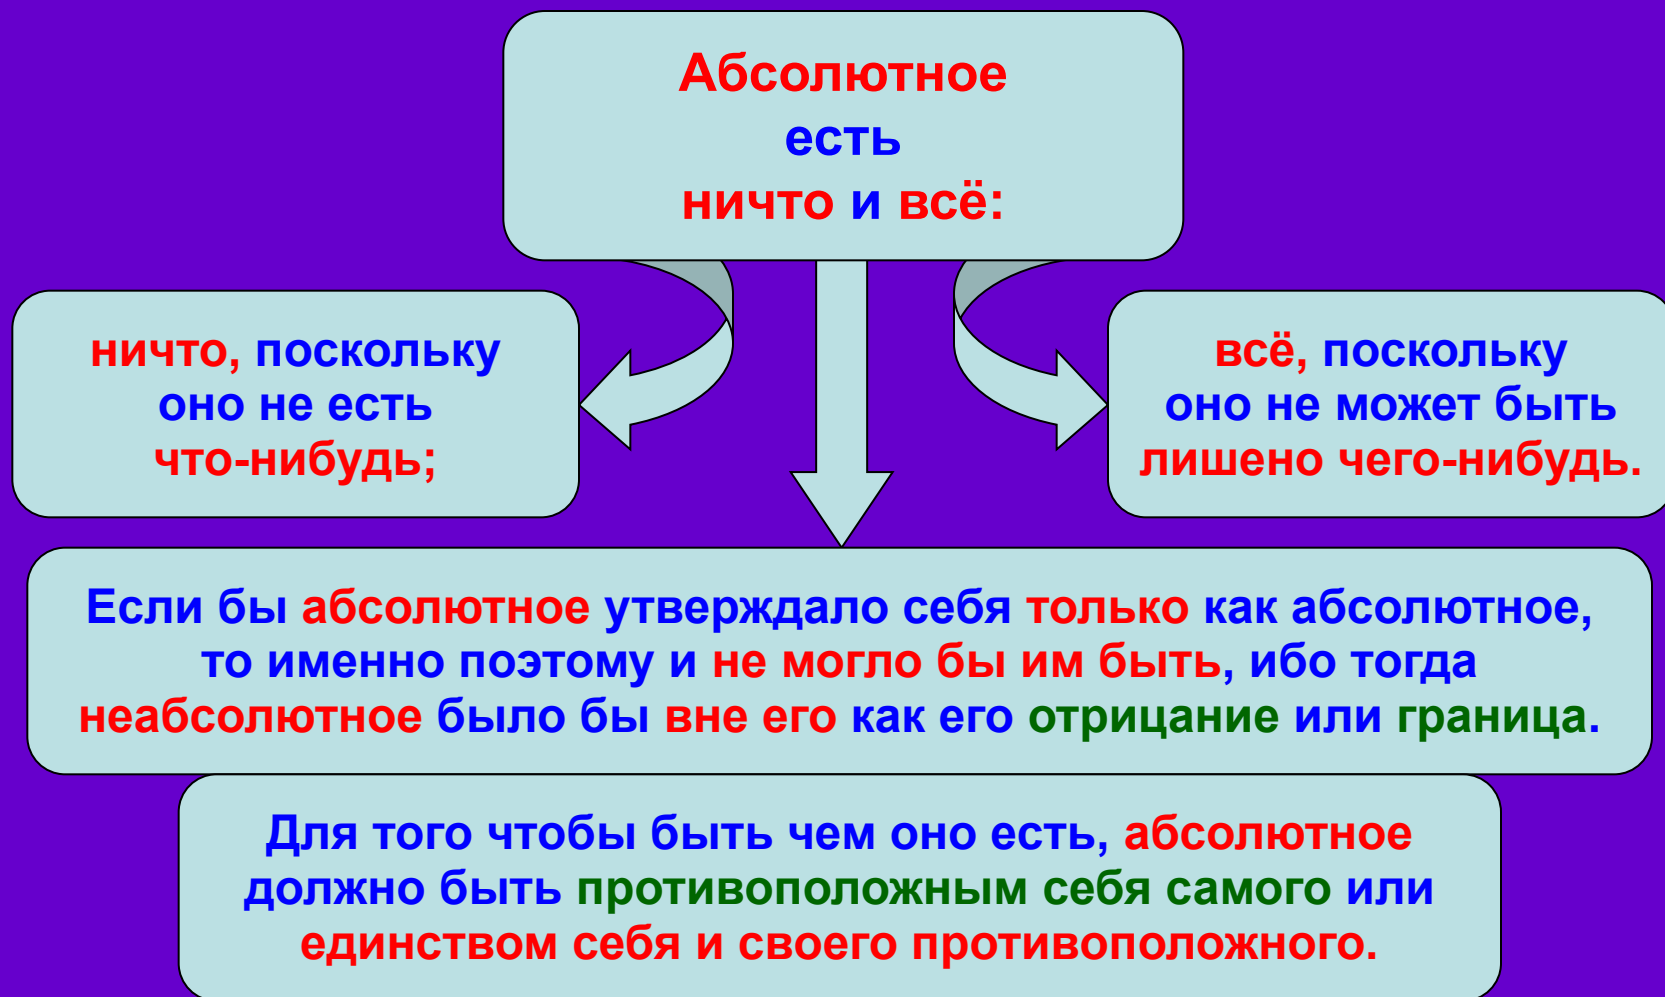 Абсолютное
есть
ничто и всё:
ничто, поскольку
оно не есть
что-нибудь;
всё, поскольку
оно не может быть
лишено чего-нибудь.
Если бы абсолютное утверждало себя только как абсолютное,
то именно поэтому и не могло бы им быть, ибо тогда
неабсолютное было бы вне его как его отрицание или граница.
Для того чтобы быть чем оно есть, абсолютное
должно быть противоположным себя самого или
единством себя и своего противоположного.